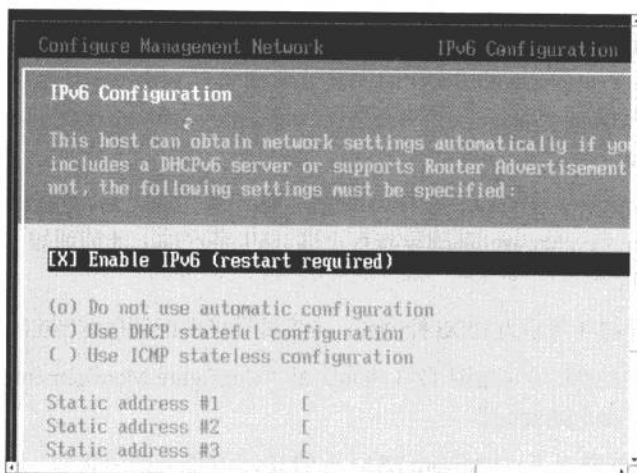 Configure Management Network IPv6 Configuration
IPv6 Configuration
This host can obtain network settings automatically if you
includes a DHCPv6 server or supports Router Advertisement
not, the following settings must be specified:
[X] Enable IPv6 (restart required)
(o) Do not use automatic configuration
( ) Use DHCP stateful configuration
( ) Use ICMP stateless configuration
Static address #1 [
Static address #2 [
Static address #3 [